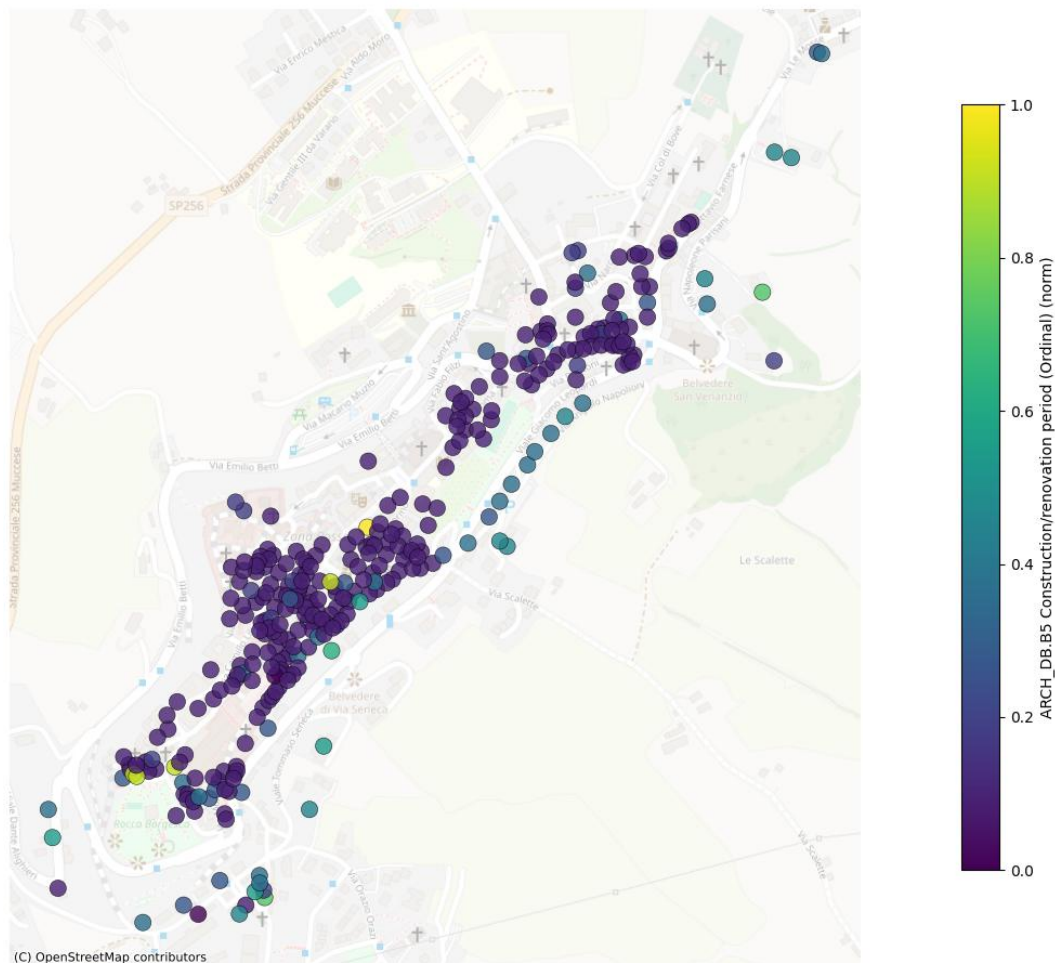 Via Enrico Mestica
Via Aldo Moro
Via Le Mosse
Strada Provinciale 256 Muccese
Via Gentile III da Varano
Via Col di Bove
SP256
Via Sant'Agostino
Via Fabio Filzi
Via Macario Muzio
Via Emilio Betti
Via Emilio Betti
Belvedere
San Venanzio
Strada Provinciale 256 Muccese
Via Emilio Betti
Le Scalette
Via Scalette
Belvedere
di Via Seneca
Viale Tommaso Seneca
Rocca Borgesca
Dante Alighieri
Via Scalette
Via Orazio Orazi
(C) OpenStreetMap contributors
1.0
0.8
0.6
0.4
0.2
0.0
ARCH_DB.B5 Construction/renovation period (Ordinal) (norm)